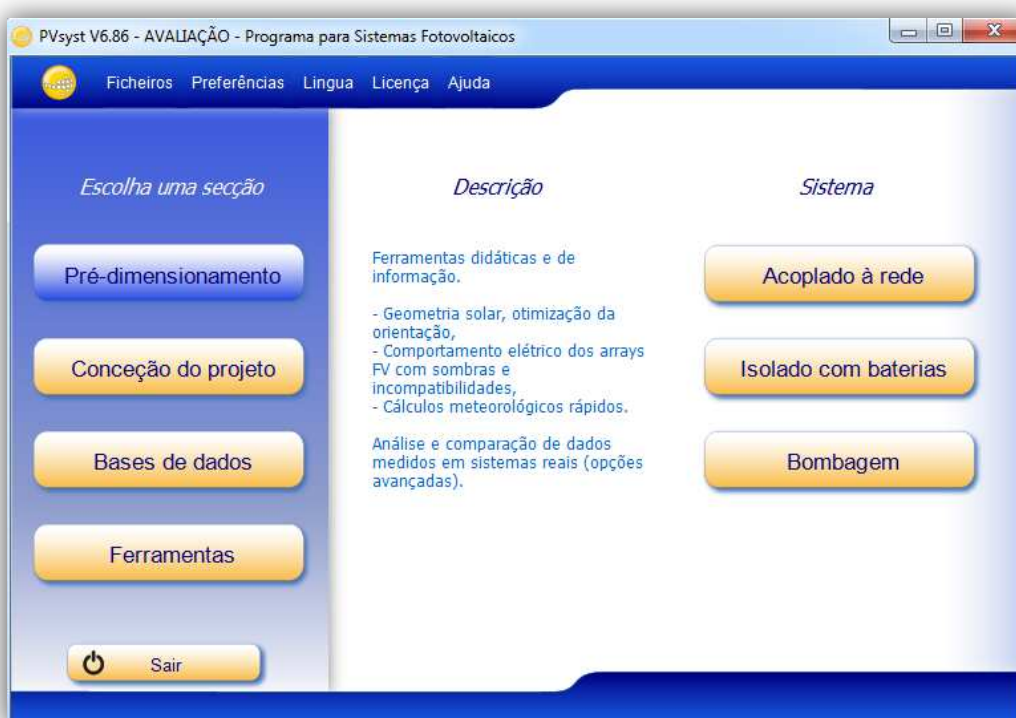 PVsyst V6.86 - AVALIAÇÃO - Programa para Sistemas Fotovoltaicos
Ficheiros Preferências Lingua Licença Ajuda
Escolha uma secção
Pré-dimensionamento
Conceção do projeto
Bases de dados
Ferramentas
Sair
Descrição
Ferramentas didáticas e de
informação.
- Geometria solar, otimização da
orientação,
- Comportamento elétrico dos arrays
FV com sombras e
incompatibilidades,
- Cálculos meteorológicos rápidos.
Análise e comparação de dados
medidos em sistemas reais (opções
avançadas).
Sistema
Acoplado à rede
Isolado com baterias
Bombagem